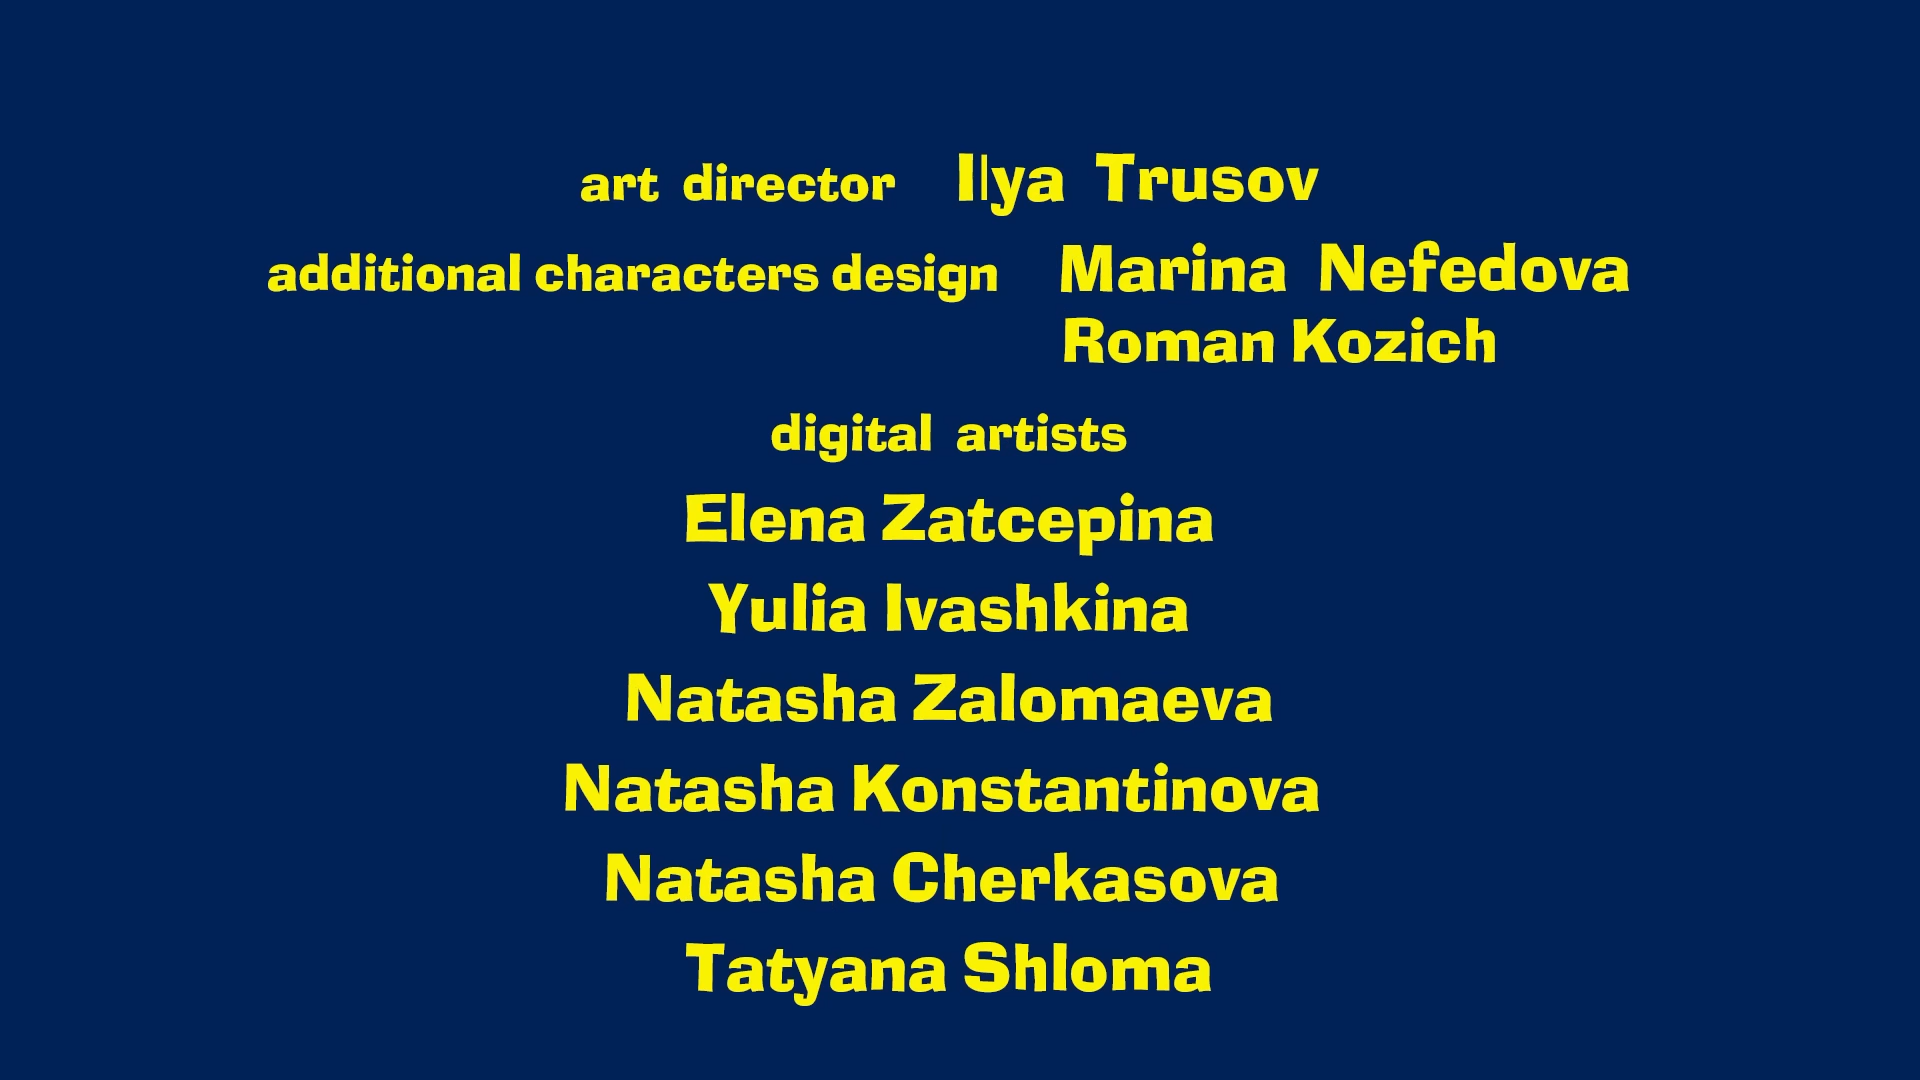 art director Ilya Trusov
additional characters design Marina Nefedova
Roman Kozich
digital artists
Elena Zatcepina
Yulia Ivashkina
Natasha Zalomaeva
Natasha Konstantinova
Natasha Cherkasova
Tatyana Shloma